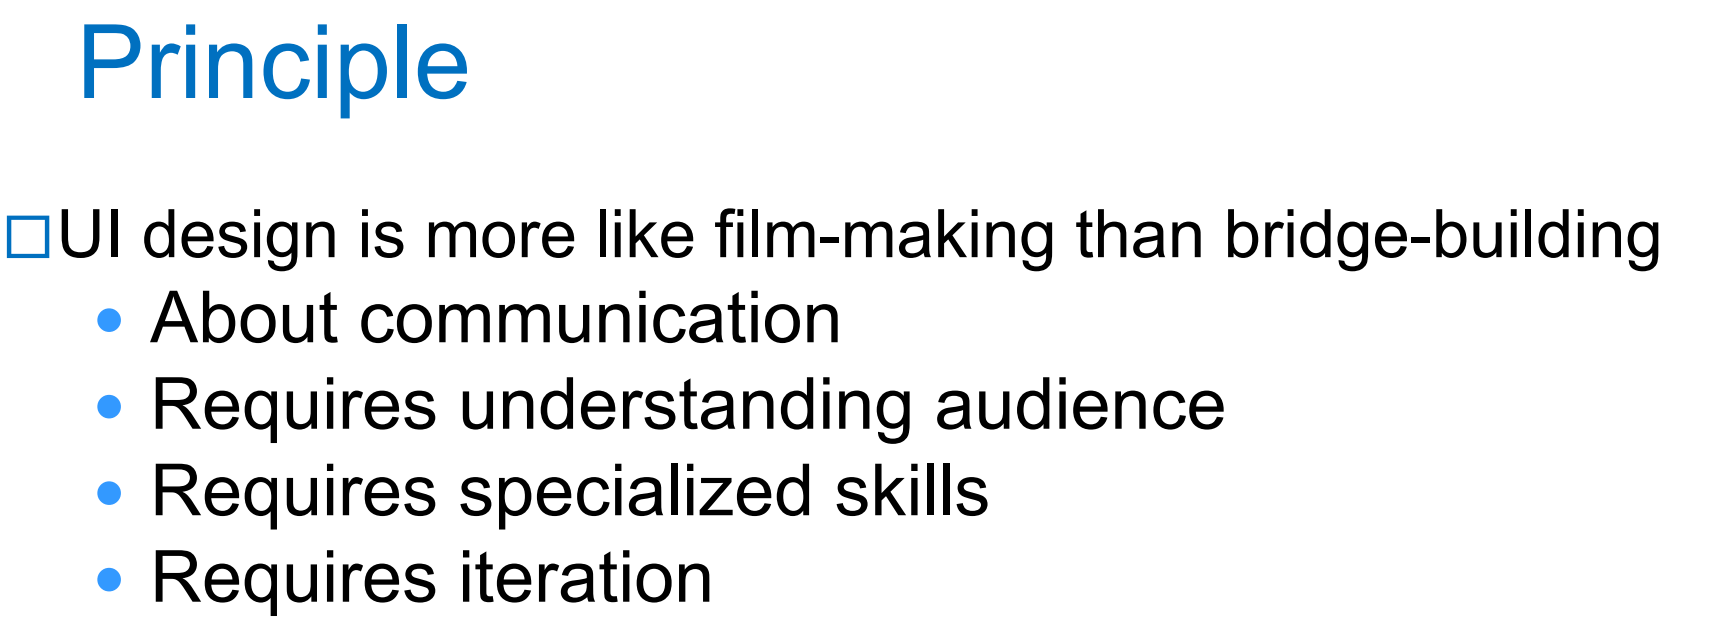 Principle
UI design is more like film-making than bridge-building
About communication
Requires understanding audience
Requires specialized skills
Requires iteration